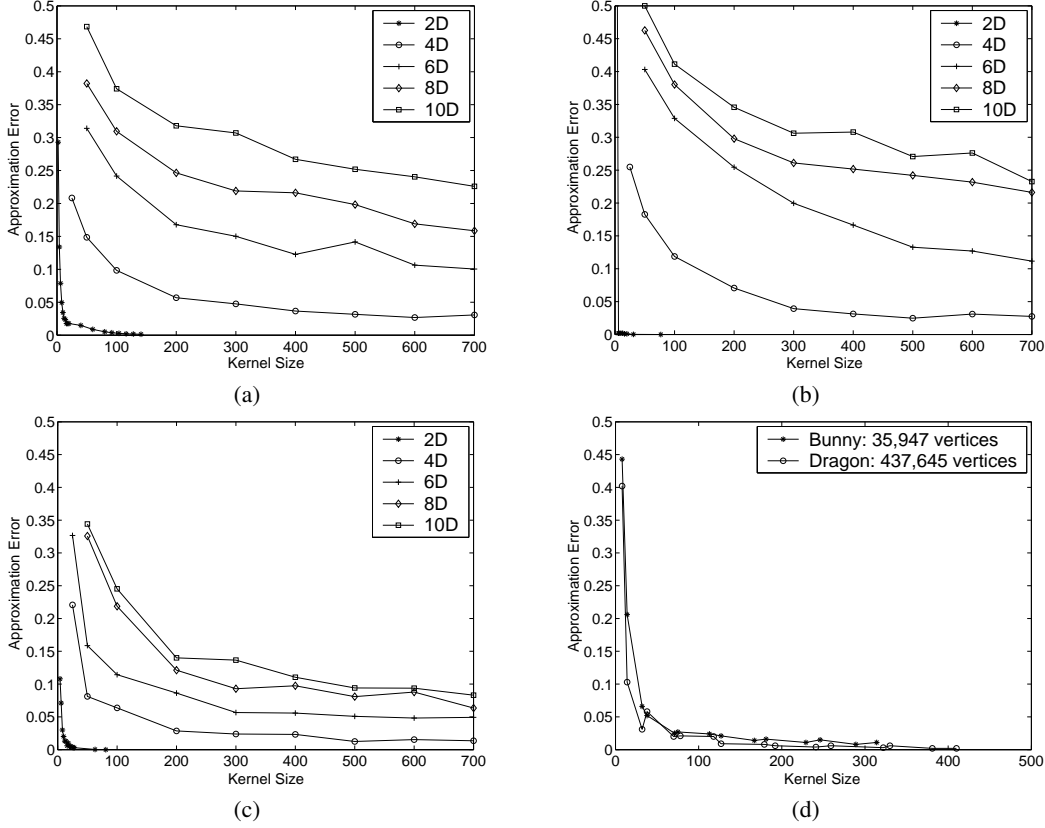 0.5
0.45
0.4
0.35
0.3
0.25
0.2
0.15
0.1
0.05
0
Approximation Error
0 100 200 300 400 500 600 700
Kernel Size
2D
4D
6D
8D
10D
(a)
0.5
0.45
0.4
0.35
0.3
0.25
0.2
0.15
0.1
0.05
0
Approximation Error
0 100 200 300 400 500 600 700
Kernel Size
2D
4D
6D
8D
10D
(b)
0.5
0.45
0.4
0.35
0.3
0.25
0.2
0.15
0.1
0.05
0
Approximation Error
0 100 200 300 400 500 600 700
Kernel Size
2D
4D
6D
8D
10D
(c)
0.5
0.45
0.4
0.35
0.3
0.25
0.2
0.15
0.1
0.05
0
Approximation Error
0 100 200 300 400 500
Kernel Size
Bunny: 35,947 vertices
Dragon: 437,645 vertices
(d)